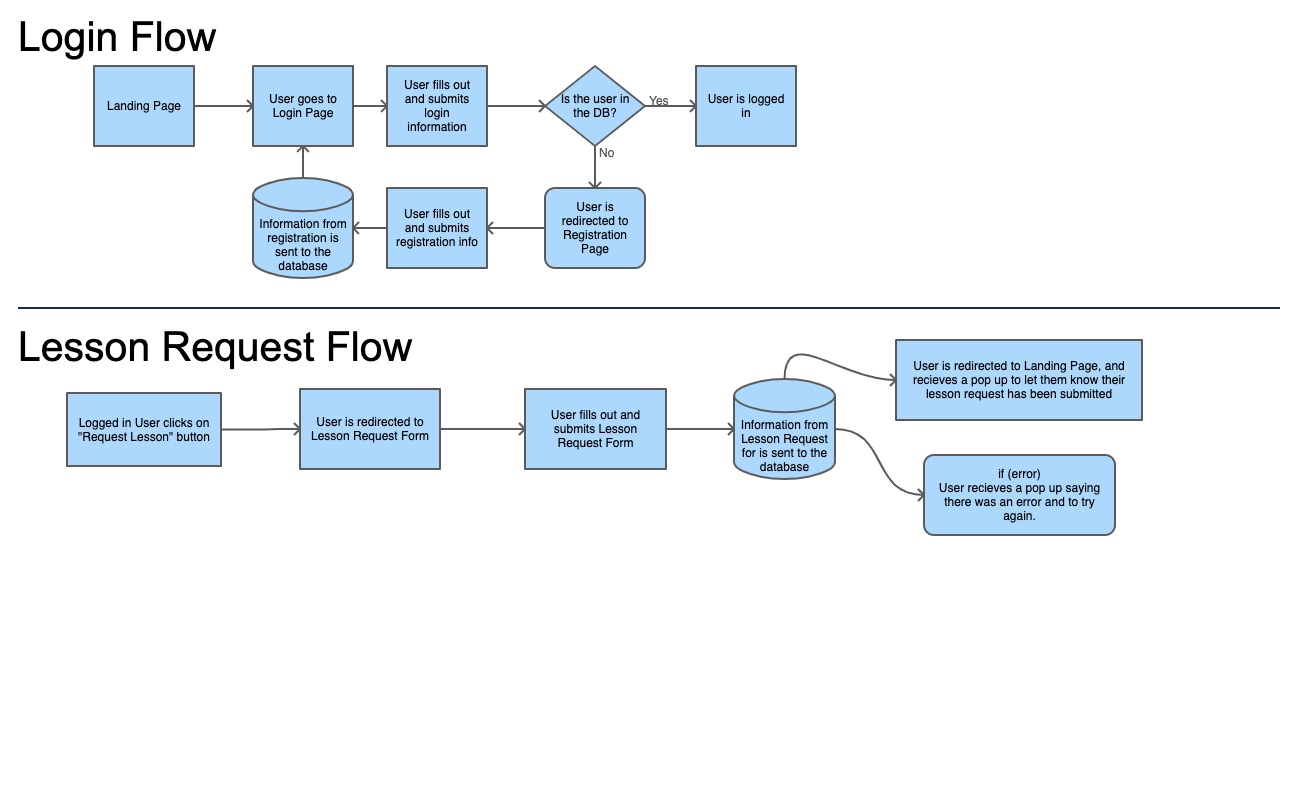 Login Flow
Landing Page
User goes to
Login Page
User fills out
and submits
login
information
Is the user in
the DB?
Yes
User is logged
in
No
User is
redirected to
Registration
Page
User fills out
and submits
registration info
Information from
registration is
sent to the
database
Lesson Request Flow
Logged in User clicks on
"Request Lesson" button
User is redirected to
Lesson Request Form
User fills out and
submits Lesson
Request Form
Information from
Lesson Request
for is sent to the
database
User is redirected to Landing Page, and
recieves a pop up to let them know their
lesson request has been submitted
if (error)
User recieves a pop up saying
there was an error and to try
again.